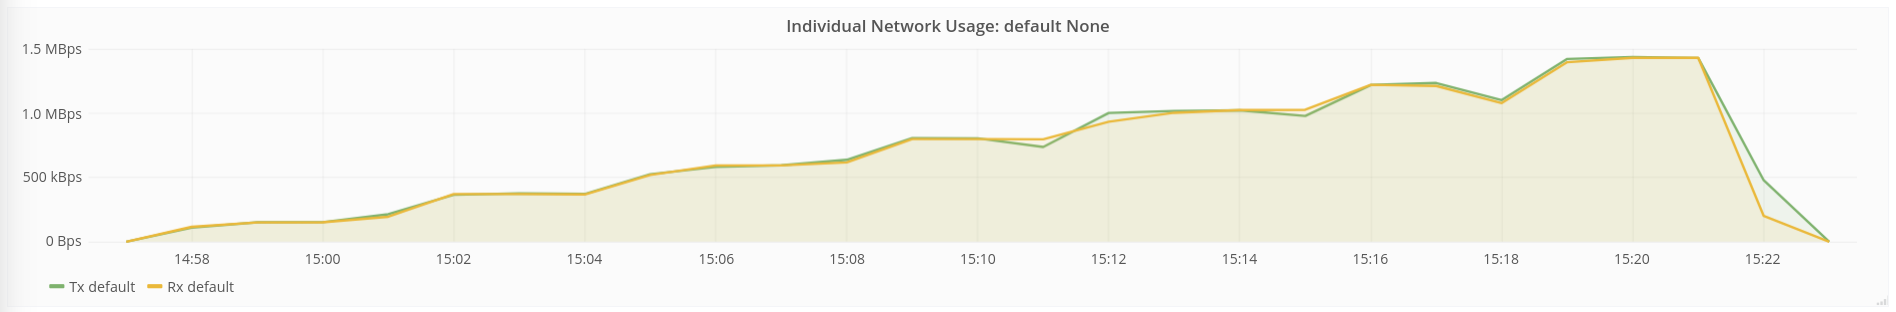 Individual Network Usage: default None
1.5 MBps
1.0 MBps
500 kBps
0 Bps
14:58 15:00 15:02 15:04 15:06 15:08 15:10 15:12 15:14 15:16 15:18 15:20 15:22
Tx default Rx default